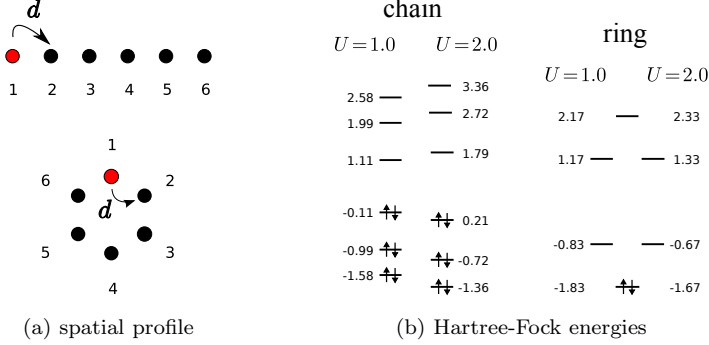 d
1 2 3 4 5 6
1
6 2
d
5 3
4
(a) spatial profile
chain
U=1.0 U=2.0
3.36
2.58
2.72
1.99
1.79
1.11
-0.11 0.21
-0.99 -0.72
-1.58 -1.36
ring
U=1.0 U=2.0
2.17 2.33
1.17 1.33
-0.83 -0.67
-1.83 -1.67
(b) Hartree-Fock energies